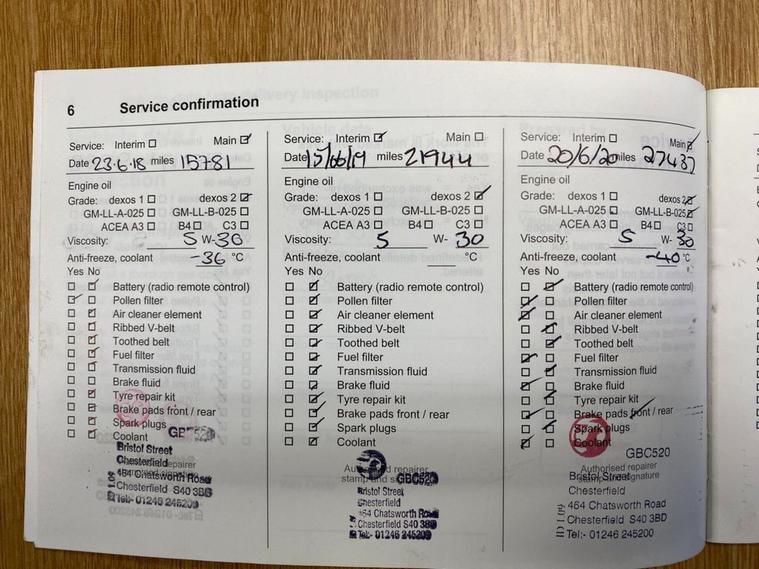 6 Service confirmation
Service: Interim ☐ Main ☑
Date 23.6.18 miles 15781
Engine oil
Grade: dexos 1 ☐ dexos 2 ☑
GM-LL-A-025 ☐ GM-LL-B-025 ☐
ACEA A3 ☐ B4 ☐ C3 ☐
Viscosity: 5 W-30
Anti-freeze, coolant -36 °C
Yes No
Battery (radio remote control)
Pollen filter
Air cleaner element
Ribbed V-belt
Toothed belt
Fuel filter
Transmission fluid
Brake fluid
Tyre repair kit
Brake pads front / rear
Spark plugs
Coolant
Bristol Street
Chesterfield
464 Chatsworth Road
Chesterfield S40 3BD
Tel:- 01246 245200
Service: Interim ☑ Main ☐
Date 15/06/19 miles 21944
Engine oil
Grade: dexos 1 ☐ dexos 2 ☑
GM-LL-A-025 ☐ GM-LL-B-025 ☐
ACEA A3 ☐ B4 ☐ C3 ☐
Viscosity: 5 W- 30
Anti-freeze, coolant °C
Yes No
Battery (radio remote control)
Pollen filter
Air cleaner element
Ribbed V-belt
Toothed belt
Fuel filter
Transmission fluid
Brake fluid
Tyre repair kit
Brake pads front / rear
Spark plugs
Coolant
repairer
GBC520
Bristol Street
Chesterfield
464 Chatsworth Road
Chesterfield S40 3BD
Tel:- 01246 245200
Service: Interim ☐ Main ☑
Date 20/6/20 miles 27437
Engine oil
Grade: dexos 1 ☐ dexos 2 ☑
GM-LL-A-025 ☐ GM-LL-B-025 ☑
ACEA A3 ☐ B4 ☐ C3 ☐
Viscosity: 5 W- 30
Anti-freeze, coolant -40 °C
Yes No
Battery (radio remote control)
Pollen filter
Air cleaner element
Ribbed V-belt
Toothed belt
Fuel filter
Transmission fluid
Brake fluid
Tyre repair kit
Brake pads front / rear
Spark plugs
Coolant
GBC520
Authorised repairer
signature
Bristol Street
Chesterfield
464 Chatsworth Road
Chesterfield S40 3BD
Tel:- 01246 245200